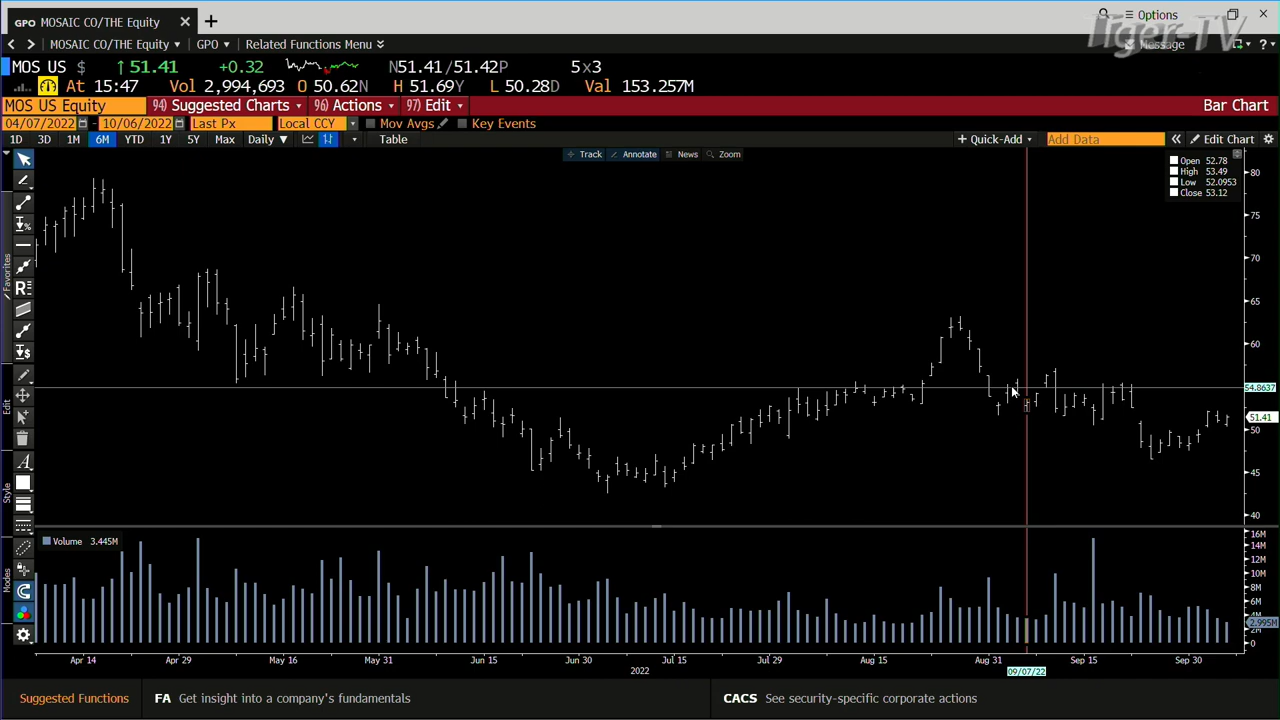 GPO MOSAIC CO/THE Equity
Options
MOSAIC CO/THE Equity GPO Related Functions Menu Message ?
Tiger-TV
MOS US $ ↑51.41 +0.32 N51.41/51.42P 5x3
At 15:47 Vol 2,994,693 O 50.62N H 51.69Y L 50.28D Val 153.257M
MOS US Equity 94) Suggested Charts 96) Actions 97) Edit Bar Chart
04/07/2022 - 10/06/2022 Last Px Local CCY Mov Avgs Key Events
1D 3D 1M 6M YTD 1Y 5Y Max Daily Table + Quick-Add Add Data « Edit Chart
Track Annotate News Zoom
Open 52.78
High 53.49
Low 52.0953
Close 53.12
80
75
70
65
60
54.8637
51.41
50
45
40
Favorites
Edit
Style
Modes
Volume 3.445M
16M
14M
12M
10M
8M
6M
4M
2.995M
2M
0
Apr 14 Apr 29 May 16 May 31 Jun 15 Jun 30 Jul 15 Jul 29 Aug 15 Aug 31 Sep 15 Sep 30
2022 09/07/22
Suggested Functions FA Get insight into a company's fundamentals CACS See security-specific corporate actions